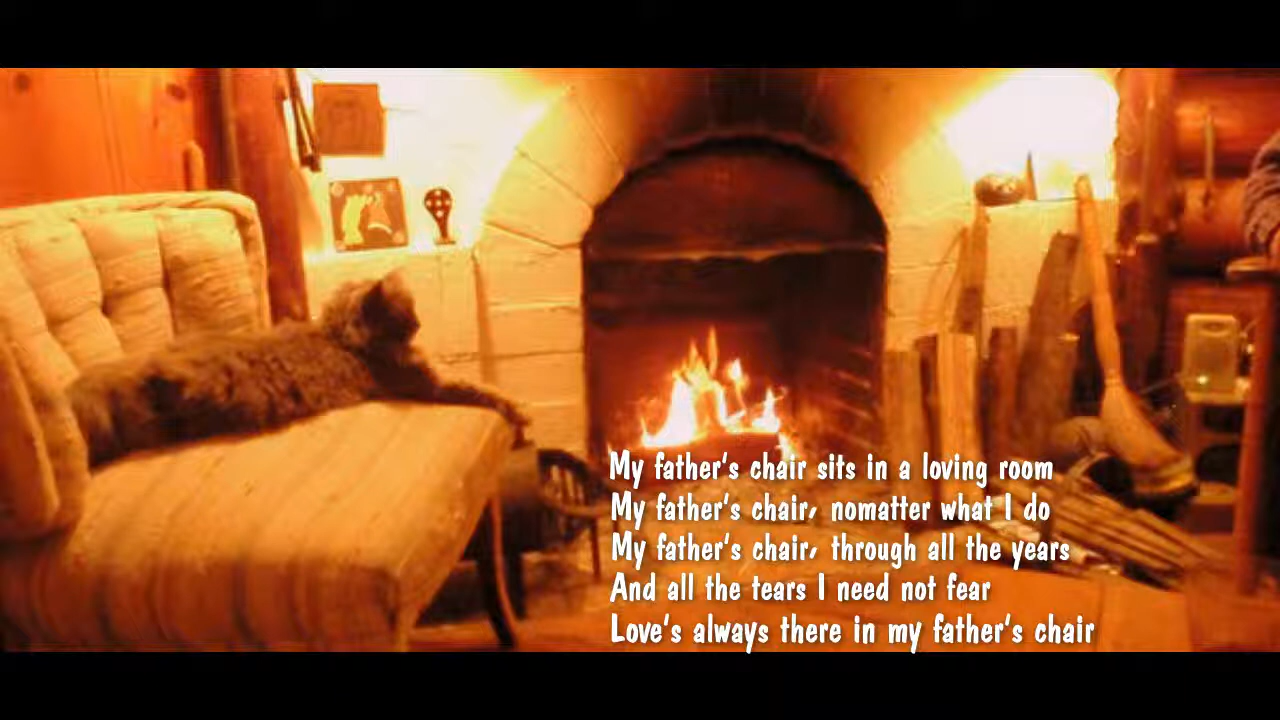 My father's chair sits in a loving room
My father's chair, nomatter what I do
My father's chair, through all the years
And all the tears I need not fear
Love's always there in my father's chair